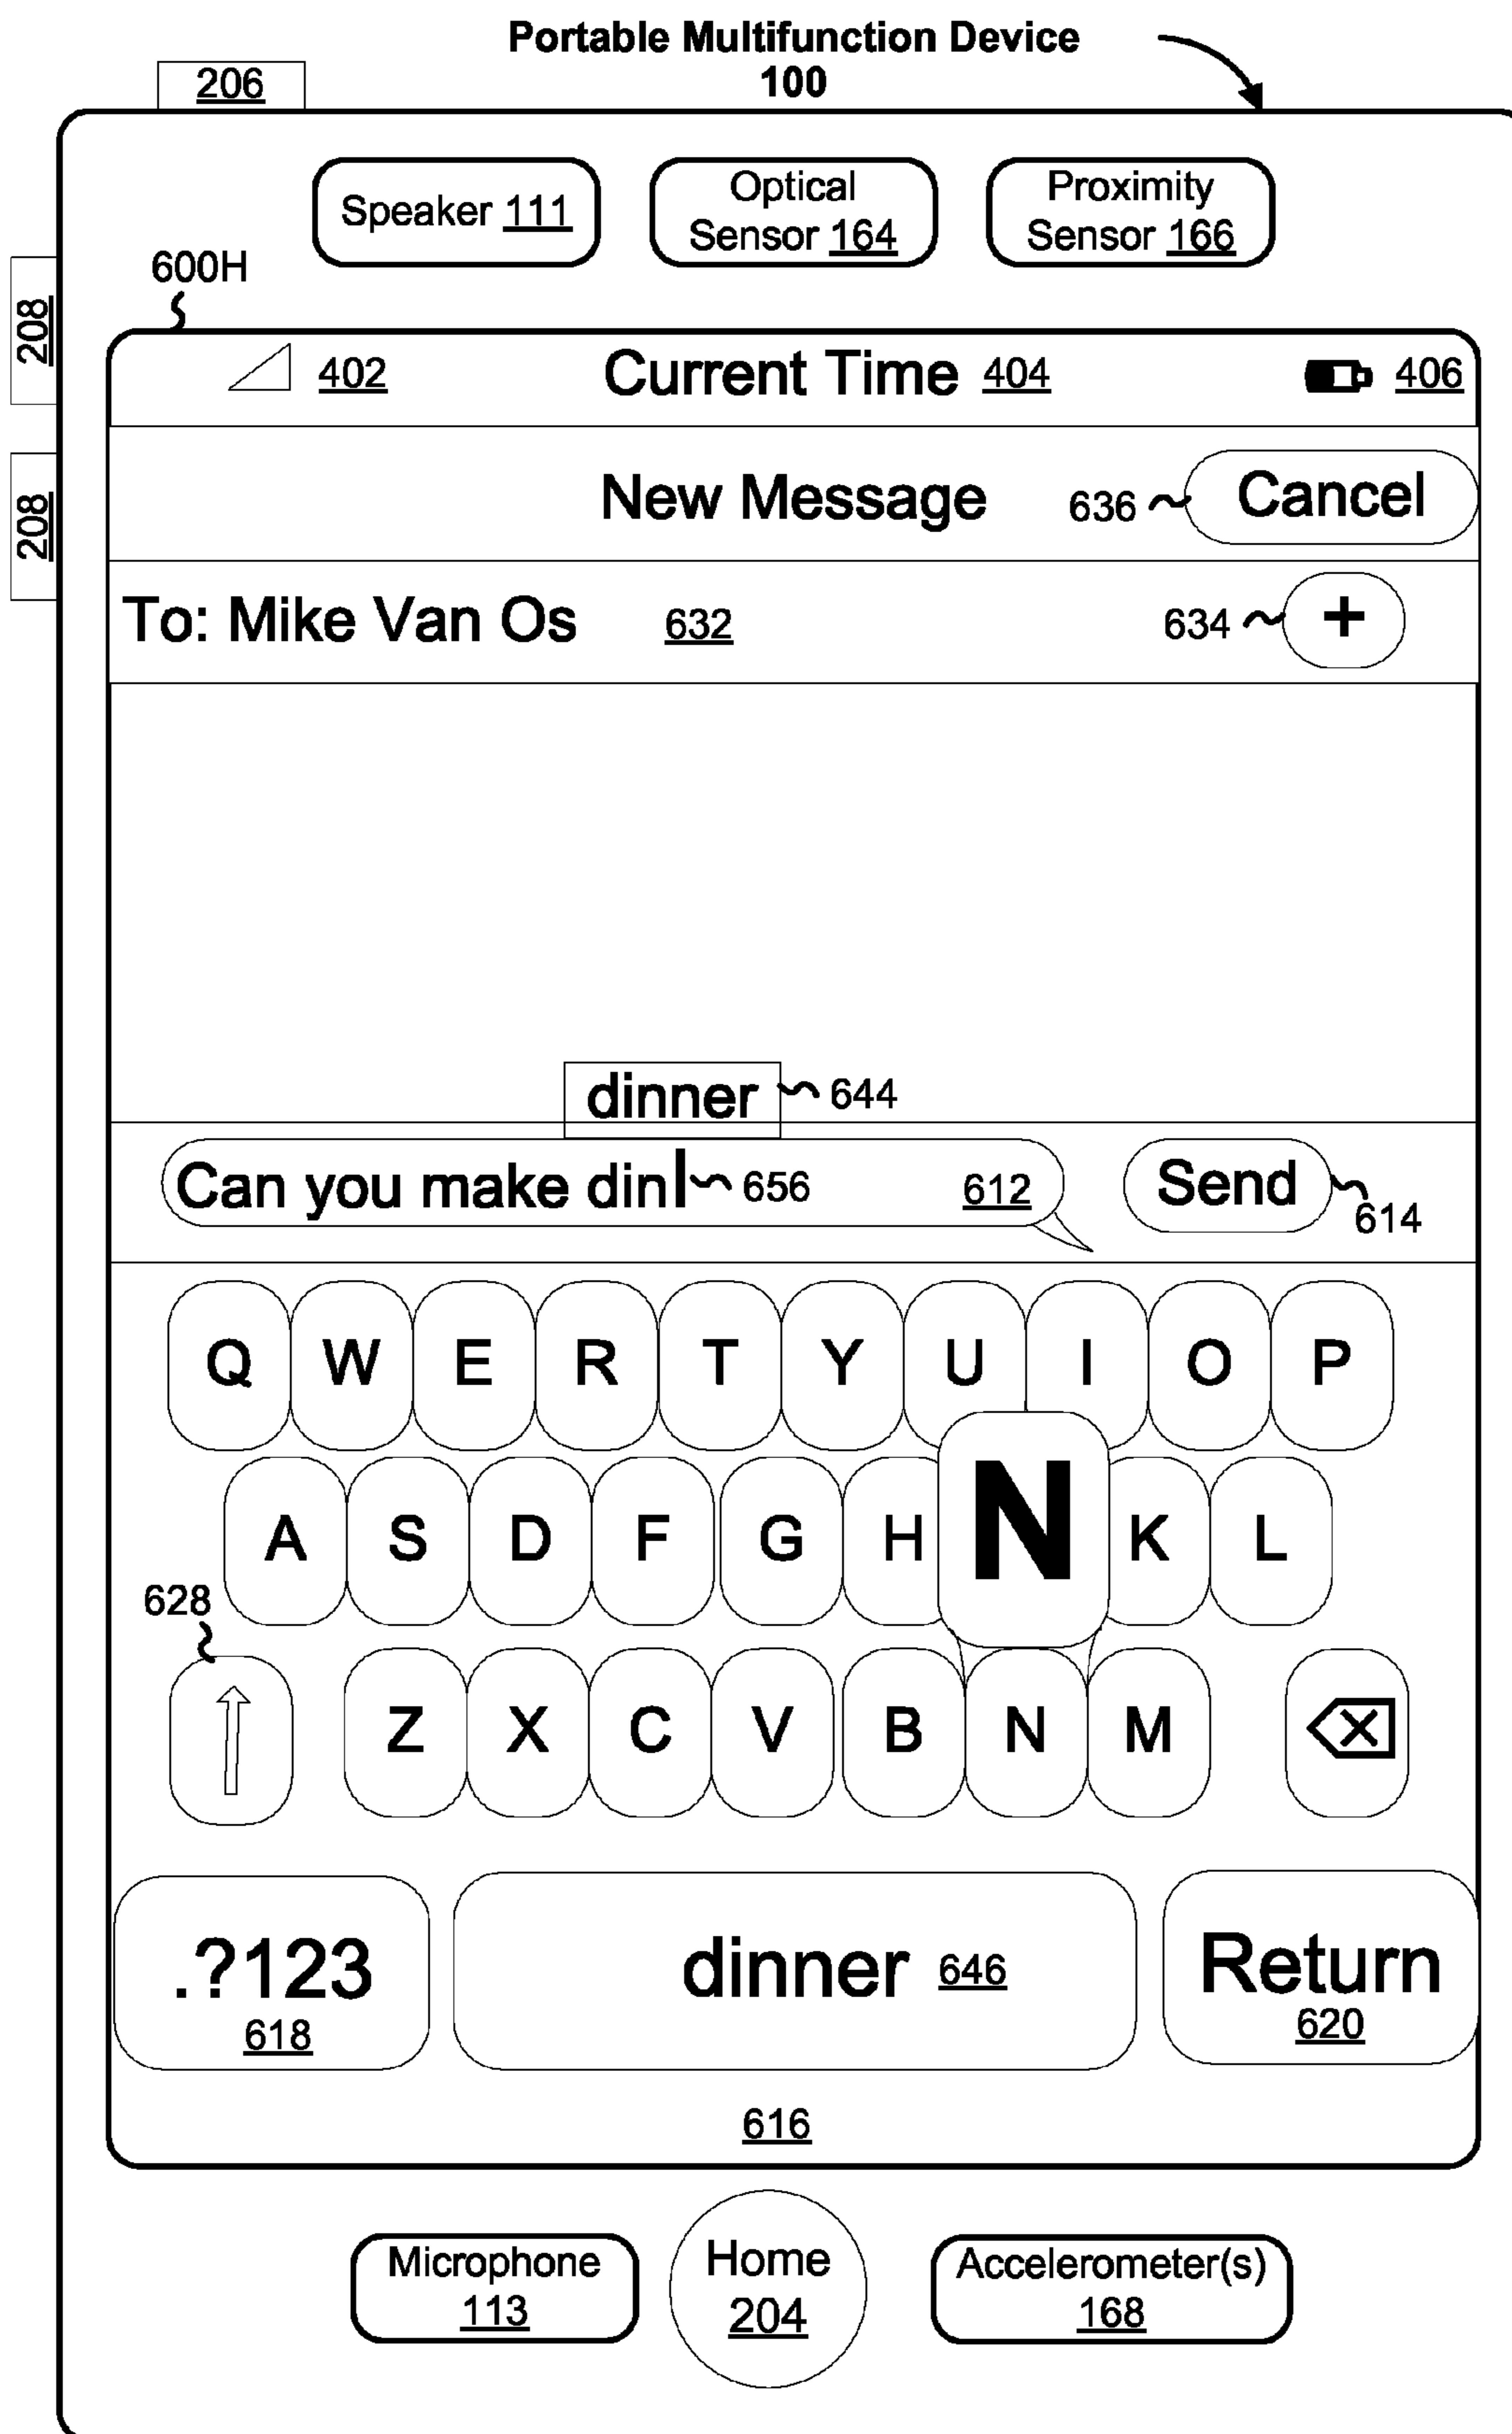 Portable Multifunction Device
100
206
Speaker 111
Optical
Sensor 164
Proximity
Sensor 166
600H
208
208
402 Current Time 404 406
New Message 636 Cancel
To: Mike Van Os 632 634 +
dinner 644
Can you make din 656 612 Send 614
Q W E R T Y U I O P
A S D F G H N K L
628
Z X C V B N M
.?123
618
dinner 646
Return
620
616
Microphone
113
Home
204
Accelerometer(s)
168